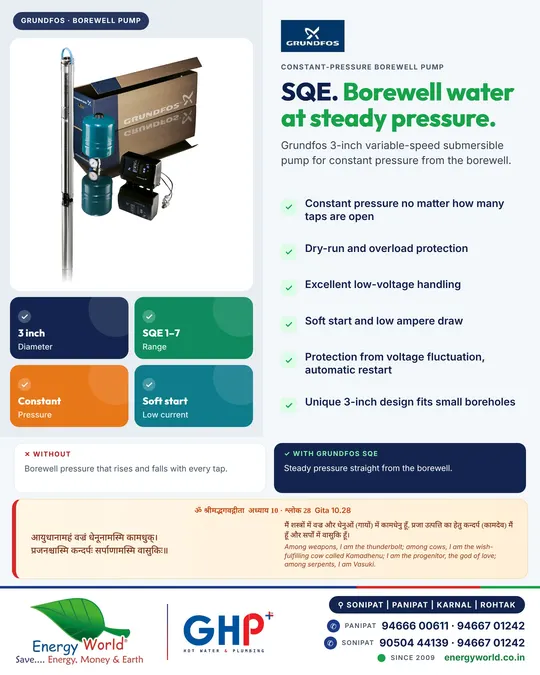 GRUNDFOS · BOREWELL PUMP
GRUNDFOS
GRUNDFOS
3 inch
Diameter
SQE 1–7
Range
Constant
Pressure
Soft start
Low current
GRUNDFOS
CONSTANT-PRESSURE BOREWELL PUMP
SQE. Borewell water
at steady pressure.
Grundfos 3-inch variable-speed submersible
pump for constant pressure from the borewell.
Constant pressure no matter how many
taps are open
Dry-run and overload protection
Excellent low-voltage handling
Soft start and low ampere draw
Protection from voltage fluctuation,
automatic restart
Unique 3-inch design fits small boreholes
× WITHOUT
Borewell pressure that rises and falls with every tap.
✓ WITH GRUNDFOS SQE
Steady pressure straight from the borewell.
ॐ श्रीमद्भगवद्गीता अध्याय 10 · श्लोक 28 Gita 10.28
आयुधानामहं वज्रं धेनूनामस्मि कामधुक्।
प्रजनश्चास्मि कन्दर्पः सर्पाणामस्मि वासुकिः॥
मैं शस्त्रों में वज्र और धेनुओं (गायों) में कामधेनु हूँ, प्रजा उत्पत्ति का हेतु कन्दर्प (कामदेव) मैं
हूँ और सर्पों में वासुकि हूँ।
Among weapons, I am the thunderbolt; among cows, I am the wish-
fulfilling cow called Kamadhenu; I am the progenitor, the god of love;
among serpents, I am Vasuki.
Energy World
Save.... Energy, Money & Earth
GHP+
HOT WATER & PLUMBING
SONIPAT | PANIPAT | KARNAL | ROHTAK
PANIPAT 94666 00611 · 94667 01242
SONIPAT 90504 44139 · 94667 01242
SINCE 2009 energyworld.co.in